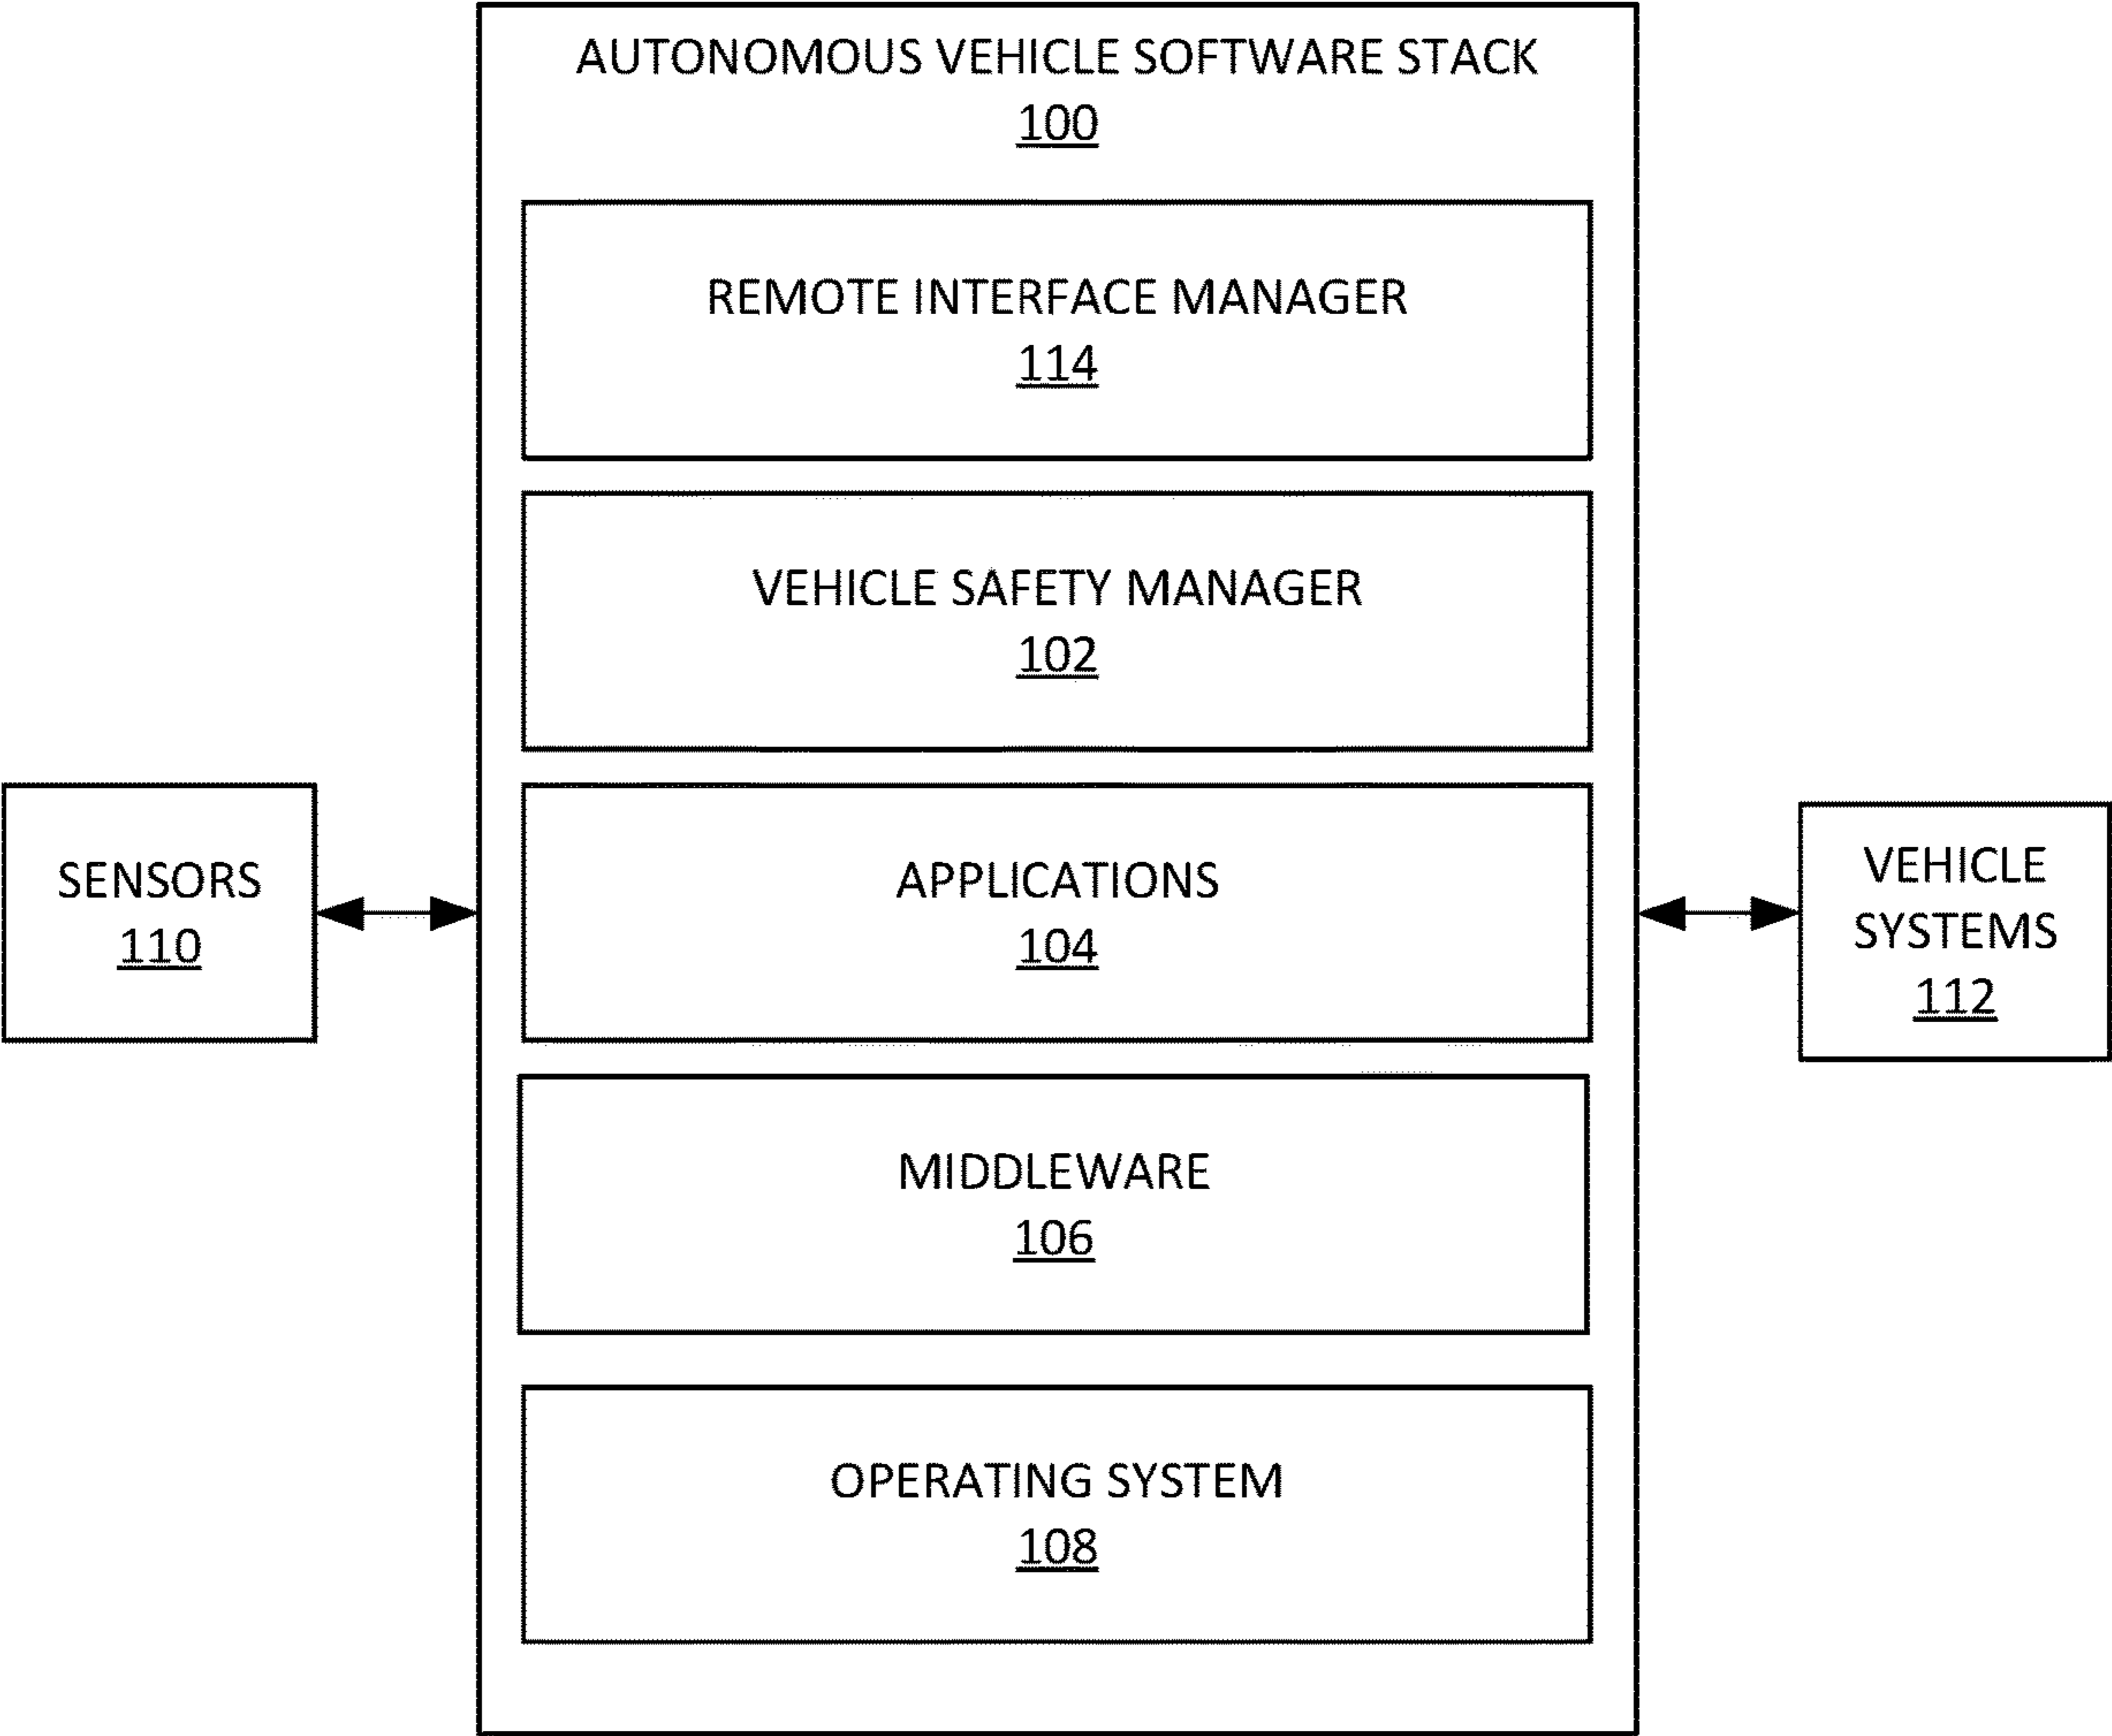 AUTONOMOUS VEHICLE SOFTWARE STACK
100
REMOTE INTERFACE MANAGER
114
VEHICLE SAFETY MANAGER
102
SENSORS
110
APPLICATIONS
104
VEHICLE
SYSTEMS
112
MIDDLEWARE
106
OPERATING SYSTEM
108